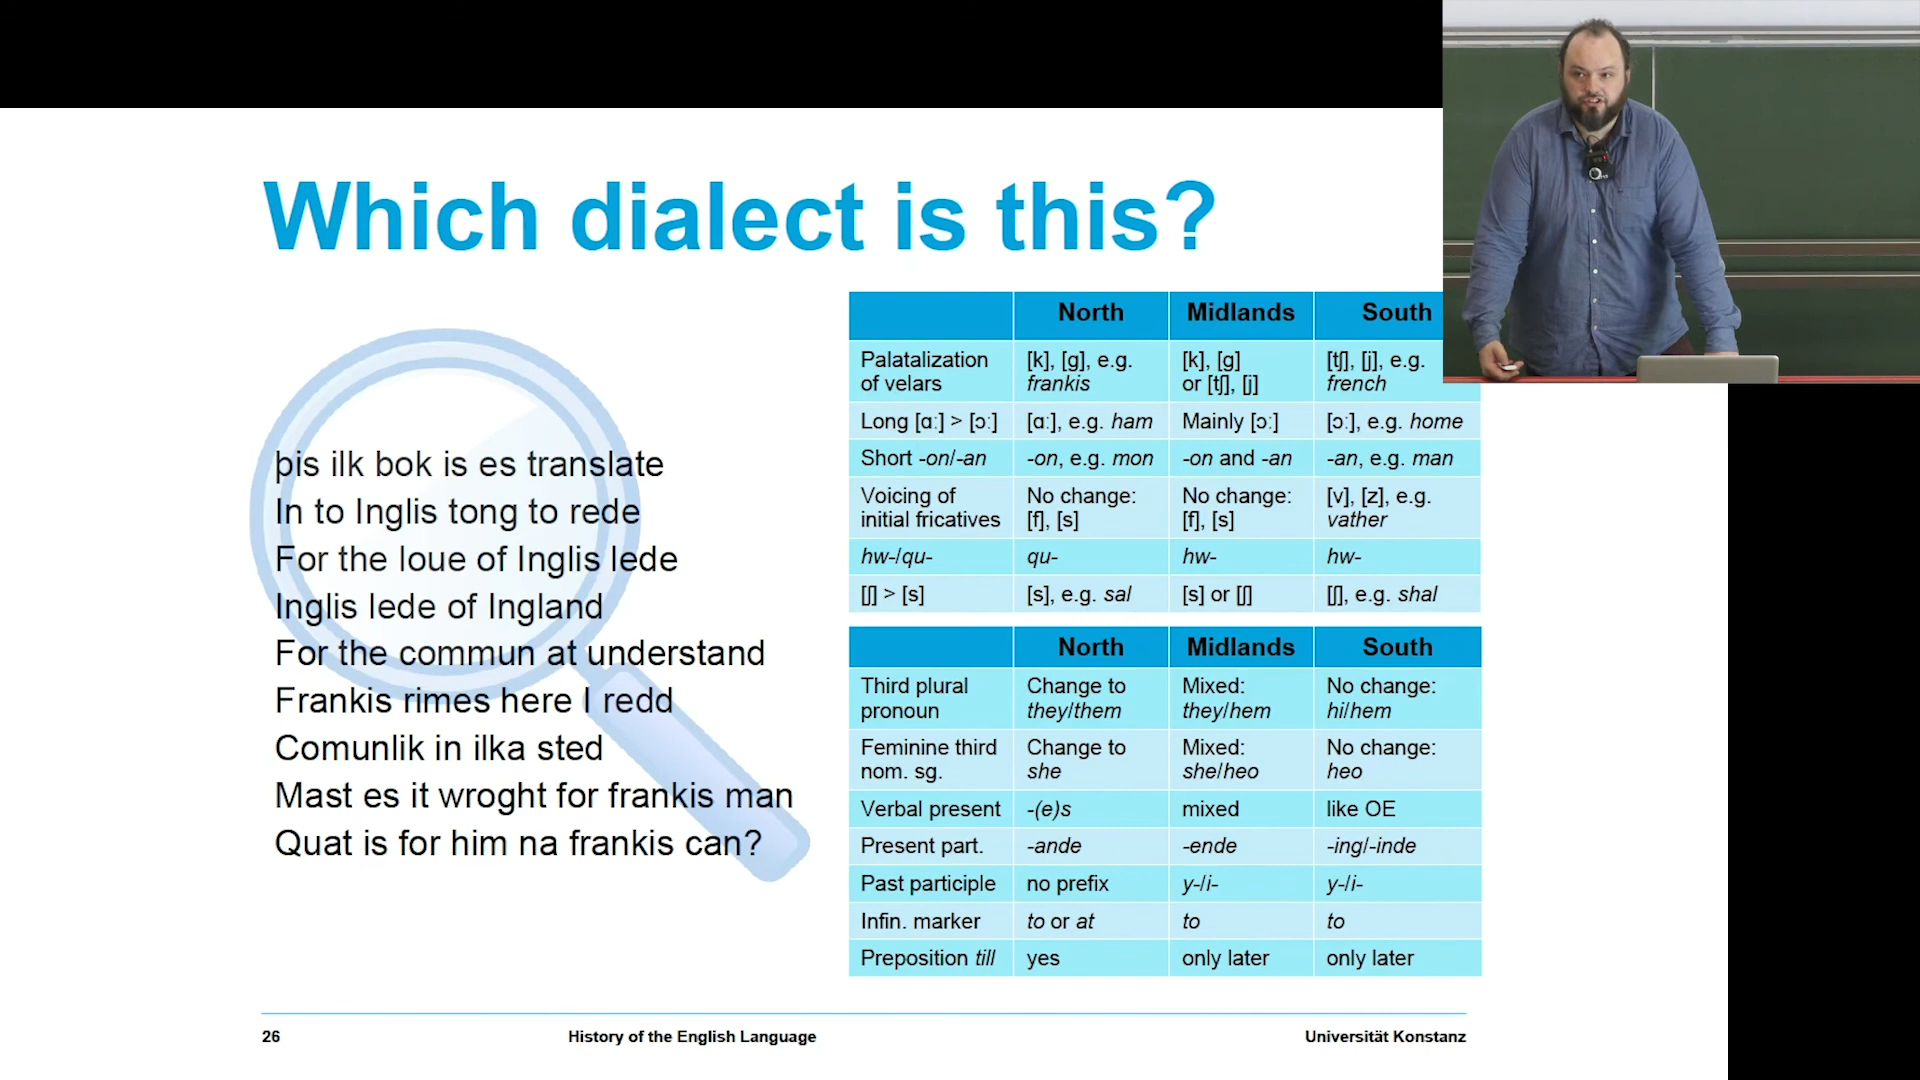 Which dialect is this?
þis ilk bok is es translate
In to Inglis tong to rede
For the loue of Inglis lede
Inglis lede of Ingland
For the commun at understand
Frankis rimes here I redd
Comunlik in ilka sted
Mast es it wroght for frankis man
Quat is for him na frankis can?
North Midlands South
Palatalization of velars [k], [g], e.g. frankis [k], [g] or [tʃ], [j] [tʃ], [j], e.g. french
Long [ɑː] > [ɔː] [ɑː], e.g. ham Mainly [ɔː] [ɔː], e.g. home
Short -on/-an -on, e.g. mon -on and -an -an, e.g. man
Voicing of initial fricatives No change: [f], [s] No change: [f], [s] [v], [z], e.g. vather
hw-/qu- qu- hw- hw-
[ʃ] > [s] [s], e.g. sal [s] or [ʃ] [ʃ], e.g. shal
North Midlands South
Third plural pronoun Change to they/them Mixed: they/hem No change: hi/hem
Feminine third nom. sg. Change to she Mixed: she/heo No change: heo
Verbal present -(e)s mixed like OE
Present part. -ande -ende -ing/-inde
Past participle no prefix y-/i- y-/i-
Infin. marker to or at to to
Preposition till yes only later only later
26 History of the English Language Universität Konstanz